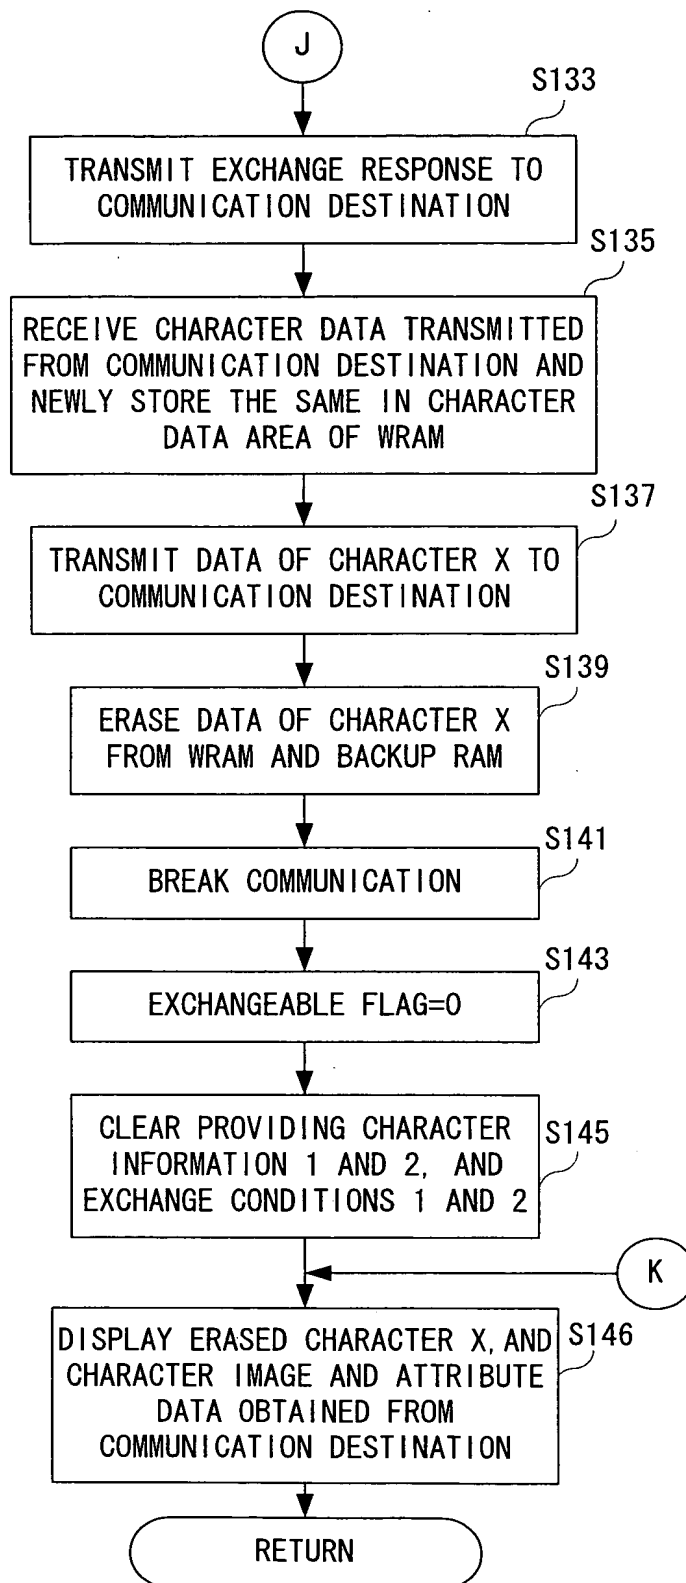 J
S133
TRANSMIT EXCHANGE RESPONSE TO
COMMUNICATION DESTINATION
S135
RECEIVE CHARACTER DATA TRANSMITTED
FROM COMMUNICATION DESTINATION AND
NEWLY STORE THE SAME IN CHARACTER
DATA AREA OF WRAM
S137
TRANSMIT DATA OF CHARACTER X TO
COMMUNICATION DESTINATION
S139
ERASE DATA OF CHARACTER X
FROM WRAM AND BACKUP RAM
S141
BREAK COMMUNICATION
S143
EXCHANGEABLE FLAG=0
S145
CLEAR PROVIDING CHARACTER
INFORMATION 1 AND 2, AND
EXCHANGE CONDITIONS 1 AND 2
K
S146
DISPLAY ERASED CHARACTER X, AND
CHARACTER IMAGE AND ATTRIBUTE
DATA OBTAINED FROM
COMMUNICATION DESTINATION
RETURN